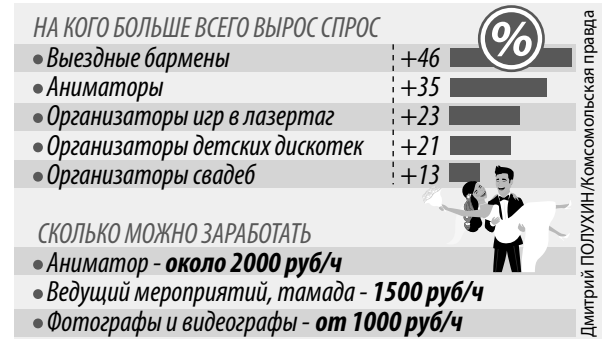 НА КОГО БОЛЬШЕ ВСЕГО ВЫРОС СПРОС
%
• Выездные бармены +46
• Аниматоры +35
• Организаторы игр в лазертаг +23
• Организаторы детских дискотек +21
• Организаторы свадеб +13
СКОЛЬКО МОЖНО ЗАРАБОТАТЬ
• Аниматор - около 2000 руб/ч
• Ведущий мероприятий, тамада - 1500 руб/ч
• Фотографы и видеографы - от 1000 руб/ч
Дмитрий ПОЛУХИН/Комсомольская правда